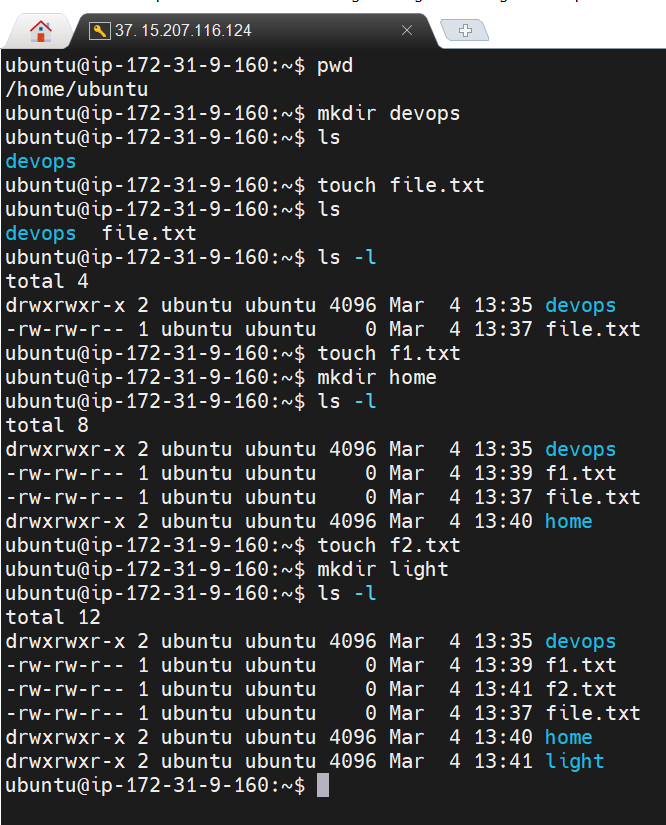 37. 15.207.116.124
ubuntu@ip-172-31-9-160:~$ pwd
/home/ubuntu
ubuntu@ip-172-31-9-160:~$ mkdir devops
ubuntu@ip-172-31-9-160:~$ ls
devops
ubuntu@ip-172-31-9-160:~$ touch file.txt
ubuntu@ip-172-31-9-160:~$ ls
devops  file.txt
ubuntu@ip-172-31-9-160:~$ ls -l
total 4
drwxrwxr-x 2 ubuntu ubuntu 4096 Mar  4 13:35 devops
-rw-rw-r-- 1 ubuntu ubuntu    0 Mar  4 13:37 file.txt
ubuntu@ip-172-31-9-160:~$ touch f1.txt
ubuntu@ip-172-31-9-160:~$ mkdir home
ubuntu@ip-172-31-9-160:~$ ls -l
total 8
drwxrwxr-x 2 ubuntu ubuntu 4096 Mar  4 13:35 devops
-rw-rw-r-- 1 ubuntu ubuntu    0 Mar  4 13:39 f1.txt
-rw-rw-r-- 1 ubuntu ubuntu    0 Mar  4 13:37 file.txt
drwxrwxr-x 2 ubuntu ubuntu 4096 Mar  4 13:40 home
ubuntu@ip-172-31-9-160:~$ touch f2.txt
ubuntu@ip-172-31-9-160:~$ mkdir light
ubuntu@ip-172-31-9-160:~$ ls -l
total 12
drwxrwxr-x 2 ubuntu ubuntu 4096 Mar  4 13:35 devops
-rw-rw-r-- 1 ubuntu ubuntu    0 Mar  4 13:39 f1.txt
-rw-rw-r-- 1 ubuntu ubuntu    0 Mar  4 13:41 f2.txt
-rw-rw-r-- 1 ubuntu ubuntu    0 Mar  4 13:37 file.txt
drwxrwxr-x 2 ubuntu ubuntu 4096 Mar  4 13:40 home
drwxrwxr-x 2 ubuntu ubuntu 4096 Mar  4 13:41 light
ubuntu@ip-172-31-9-160:~$